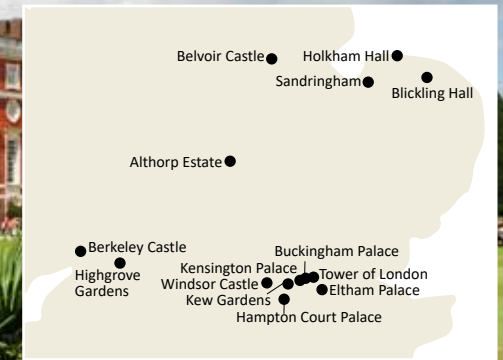 Belvoir Castle
Holkham Hall
Sandringham
Blickling Hall
Althorp Estate
Berkeley Castle
Highgrove
Gardens
Buckingham Palace
Kensington Palace
Tower of London
Windsor Castle
Eltham Palace
Kew Gardens
Hampton Court Palace